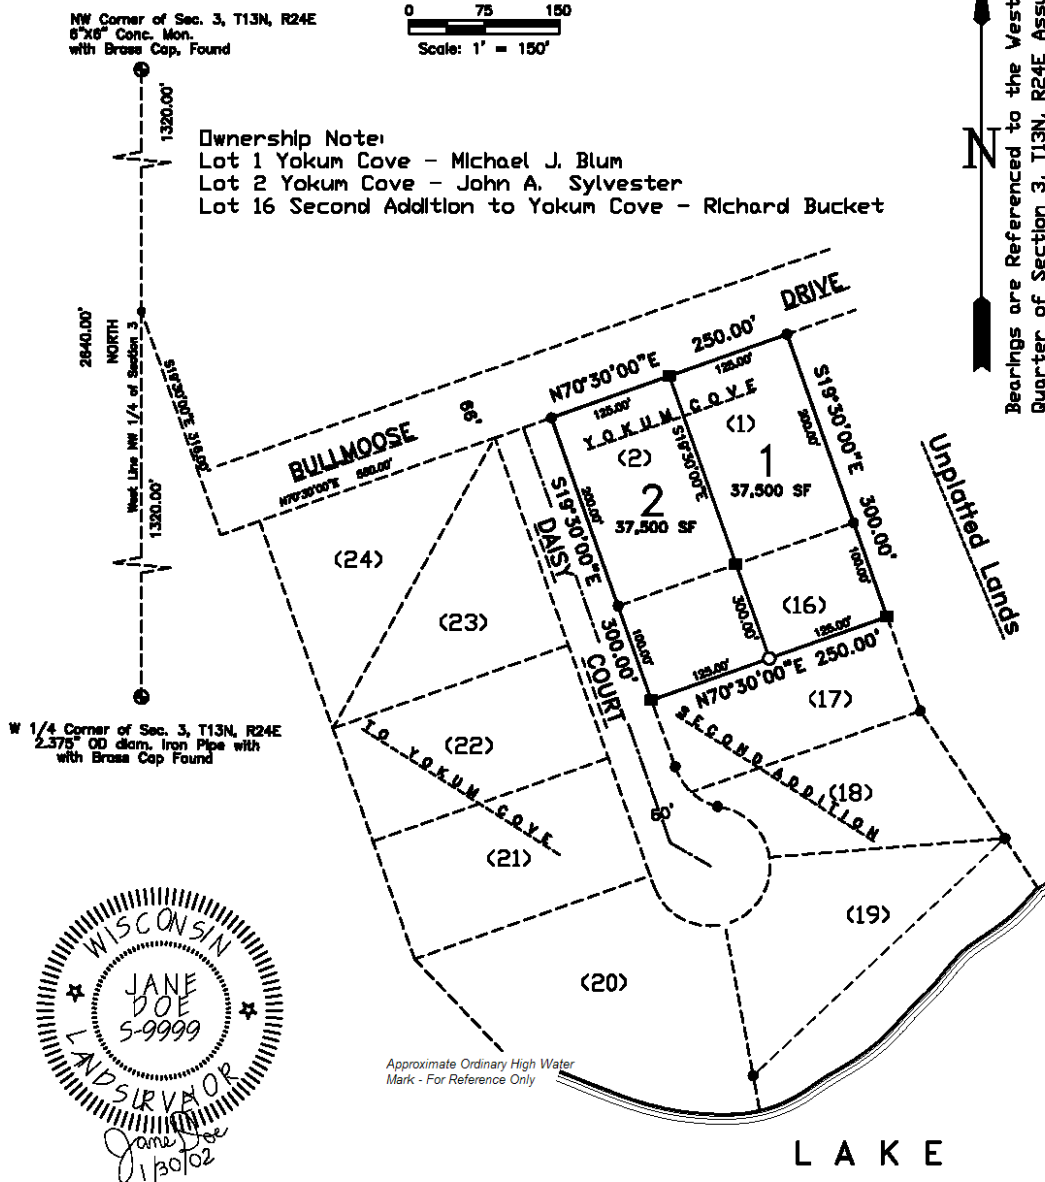 NW Corner of Sec. 3, T13N, R24E
6"X6" Conc. Mon.
with Brass Cap, Found
0 75 150
Scale: 1' = 150'
N
Bearings are Referenced to the West
Quarter of Section 3, T13N, R24E
1320.00'
Ownership Note:
Lot 1 Yokum Cove - Michael J. Blum
Lot 2 Yokum Cove - John A. Sylvester
Lot 16 Second Addition to Yokum Cove - Richard Bucket
2640.00'
NORTH
West Line NW 1/4 of Section 3
1320.00'
S19°30'00"E
BULLMOOSE
DRIVE
66'
N70°30'00"E
N70°30'00"E 250.00'
125.00'
125.00'
YOKUM COVE
(1)
1
37,500 SF
(2)
2
37,500 SF
S19°30'00"E
S19°30'00"E 300.00'
200.00'
100.00'
S19°30'00"E 300.00'
200.00'
100.00'
300.00'
(16)
125.00'
125.00'
N70°30'00"E 250.00'
Unplatted Lands
DAISY
COURT
60'
(24)
(23)
(22)
(21)
(20)
(19)
(18)
(17)
TO YOKUM COVE
SECOND ADDITION
W 1/4 Corner of Sec. 3, T13N, R24E
2.375" OD diam. Iron Pipe with
with Brass Cap Found
WISCONSIN
JANE
DOE
S-9999
LAND SURVAYOR
Jane Doe
1/30/02
Approximate Ordinary High Water
Mark - For Reference Only
LAKE